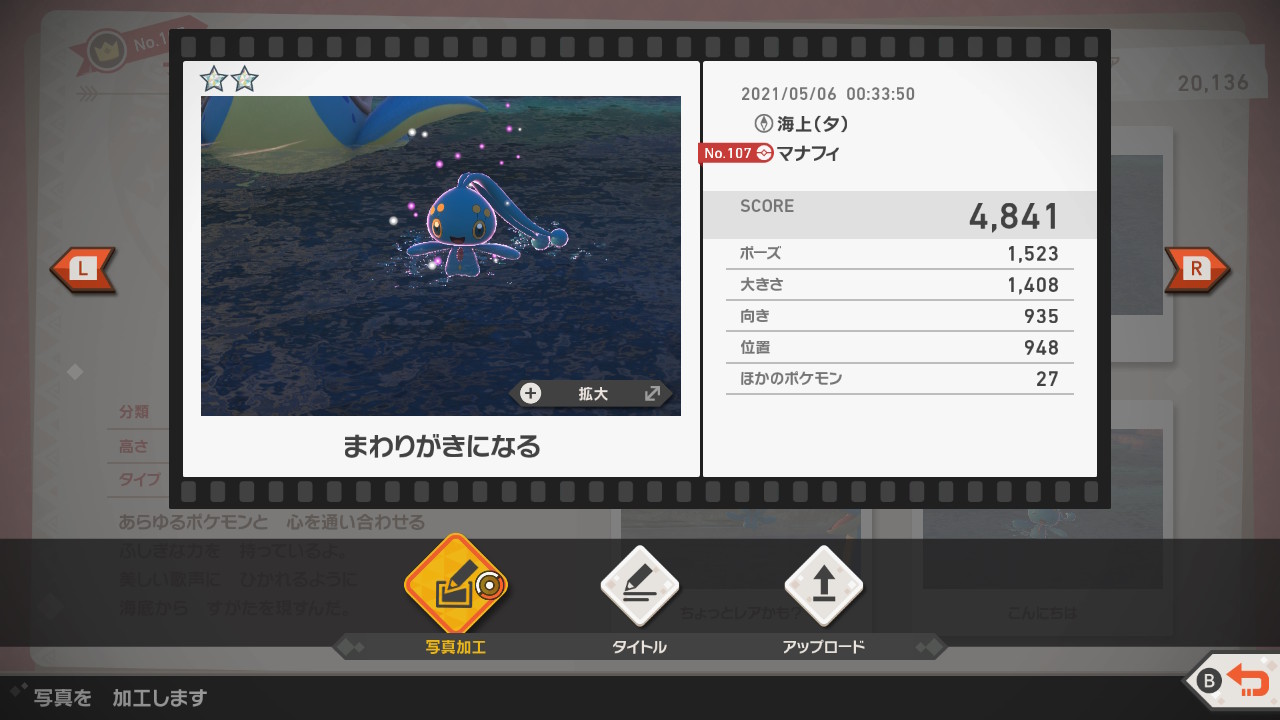 No.1
20,136
2021/05/06 00:33:50
海上(夕)
No.107 マナフィ
SCORE 4,841
ポーズ 1,523
大きさ 1,408
向き 935
位置 948
ほかのポケモン 27
拡大
まわりがきになる
L
R
分類
高さ
タイプ
あらゆるポケモンと 心を通い合わせる
ふしぎな力を 持っているよ。
美しい歌声に ひかれるように
海底から すがたを現すんだ。
ちょっとレアかも?
こんにちは
写真加工
タイトル
アップロード
写真を 加工します
B